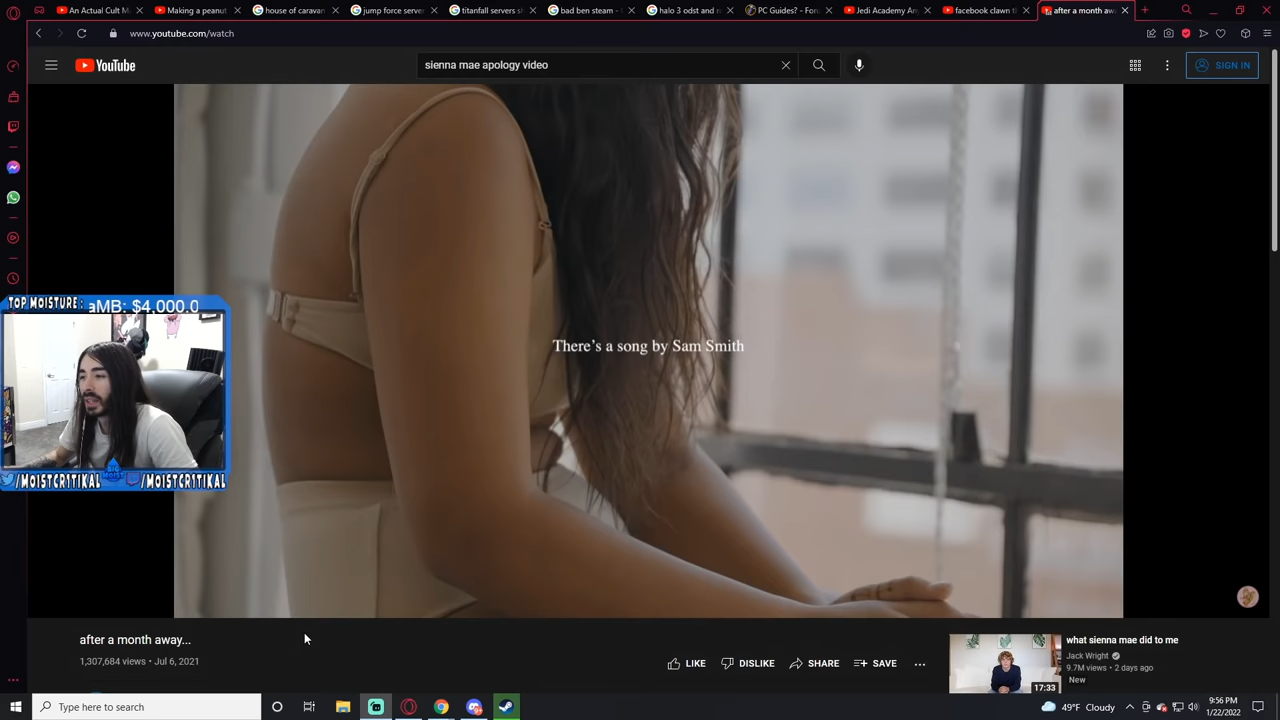 An Actual Cult M
Making a peanut
house of caravan
jump force server
titanfall servers s
bad ben steam -
halo 3 odst and r
PC Guides? - Foru
Jedi Academy An
facebook clawn t
after a month aw
www.youtube.com/watch
YouTube
sienna mae apology video
SIGN IN
There's a song by Sam Smith
TOP MOISTURE: aMB: $4,000.0
BIG MOIST
/MOISTCR1TIKAL /MOISTCR1TIKAL
after a month away...
1,307,684 views • Jul 6, 2021
LIKE DISLIKE SHARE SAVE
what sienna mae did to me
Jack Wright
9.7M views • 2 days ago
New
17:33
Type here to search
49°F Cloudy
9:56 PM
1/22/2022